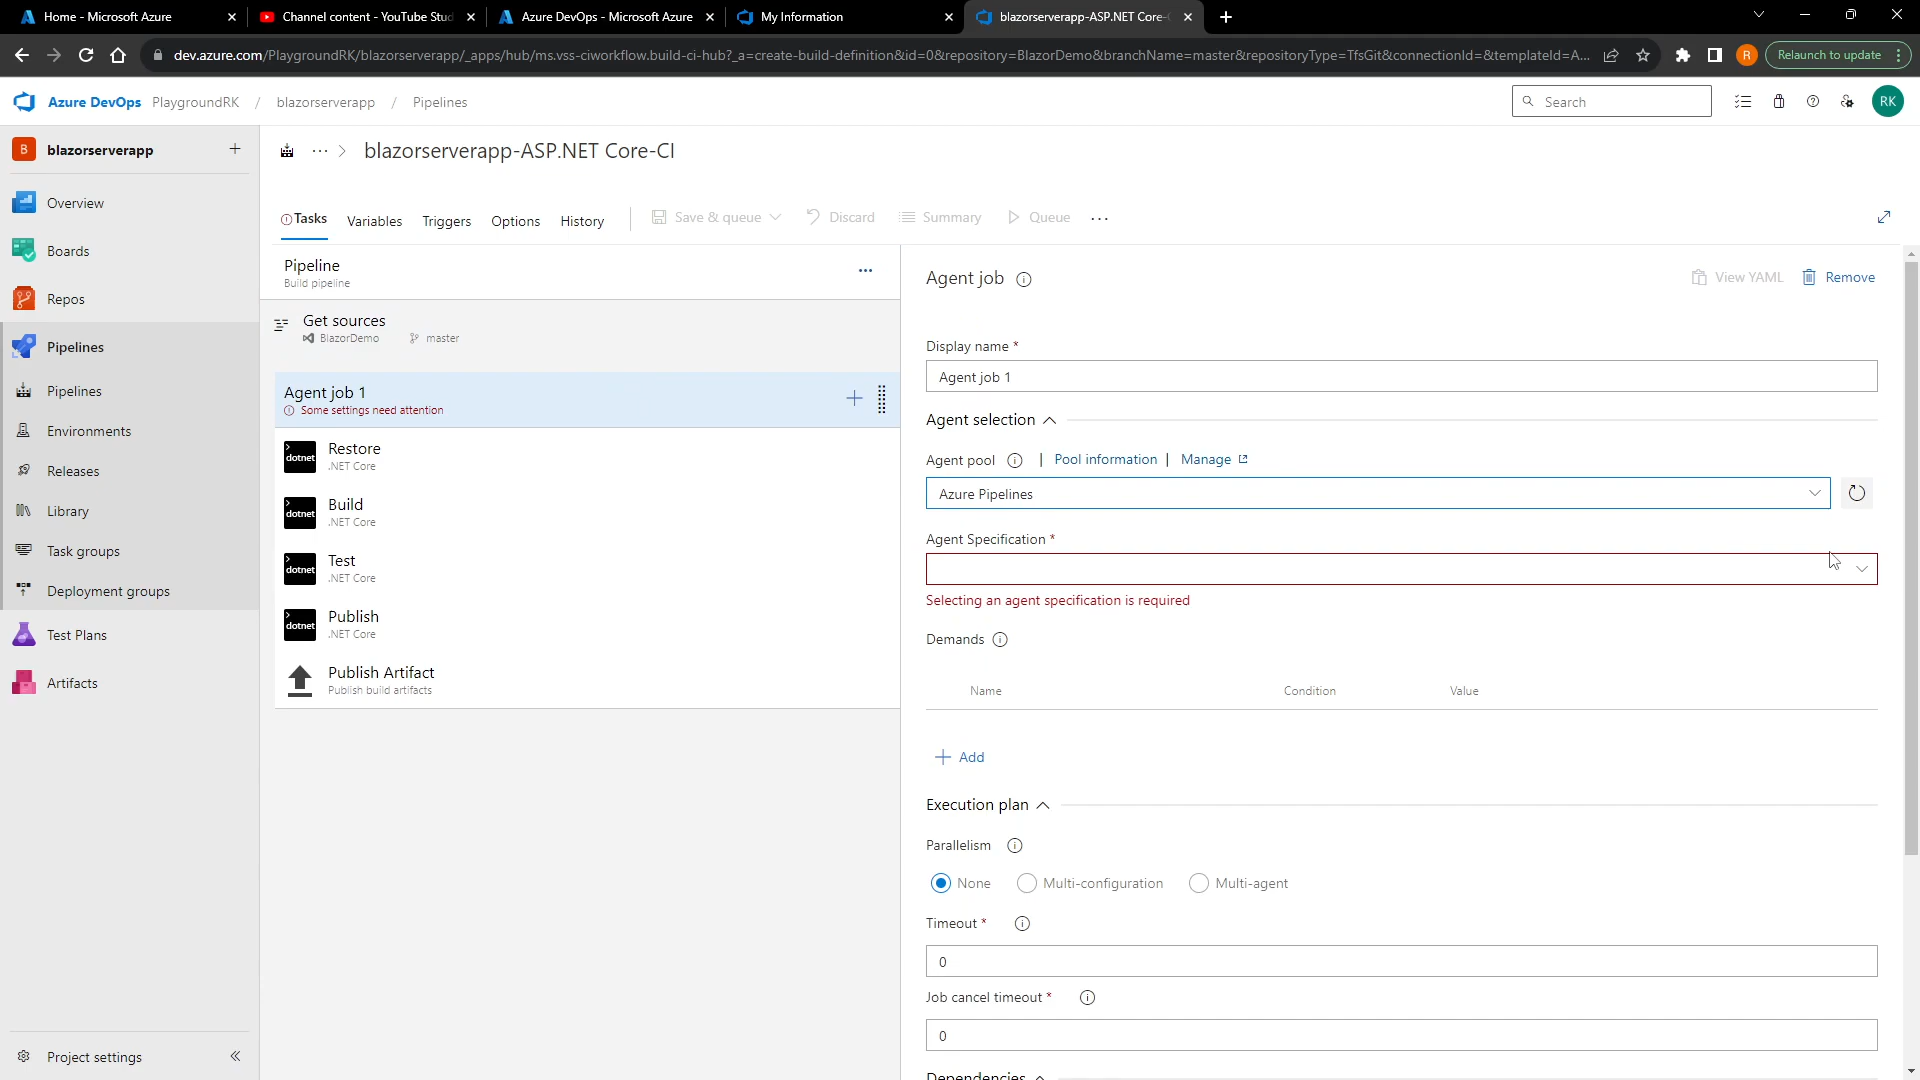 Home - Microsoft Azure
Channel content - YouTube Stud
Azure DevOps - Microsoft Azure
My Information
blazorserverapp-ASP.NET Core-
dev.azure.com/PlaygroundRK/blazorserverapp/_apps/hub/ms.vss-ciworkflow.build-ci-hub?_a=create-build-definition&id=0&repository=BlazorDemo&branchName=master&repositoryType=TfsGit&connectionId=&templateId=A...
R
Relaunch to update
Azure DevOps PlaygroundRK / blazorserverapp / Pipelines
Search
RK
B blazorserverapp
Overview
Boards
Repos
Pipelines
Pipelines
Environments
Releases
Library
Task groups
Deployment groups
Test Plans
Artifacts
Project settings
... > blazorserverapp-ASP.NET Core-CI
Tasks Variables Triggers Options History Save & queue Discard Summary Queue ...
Pipeline
Build pipeline
Get sources
BlazorDemo master
Agent job 1
Some settings need attention
dotnet Restore
.NET Core
dotnet Build
.NET Core
dotnet Test
.NET Core
dotnet Publish
.NET Core
Publish Artifact
Publish build artifacts
Agent job
View YAML Remove
Display name *
Agent job 1
Agent selection
Agent pool | Pool information | Manage
Azure Pipelines
Agent Specification *
Selecting an agent specification is required
Demands
Name Condition Value
+ Add
Execution plan
Parallelism
None Multi-configuration Multi-agent
Timeout *
0
Job cancel timeout *
0
Dependencies